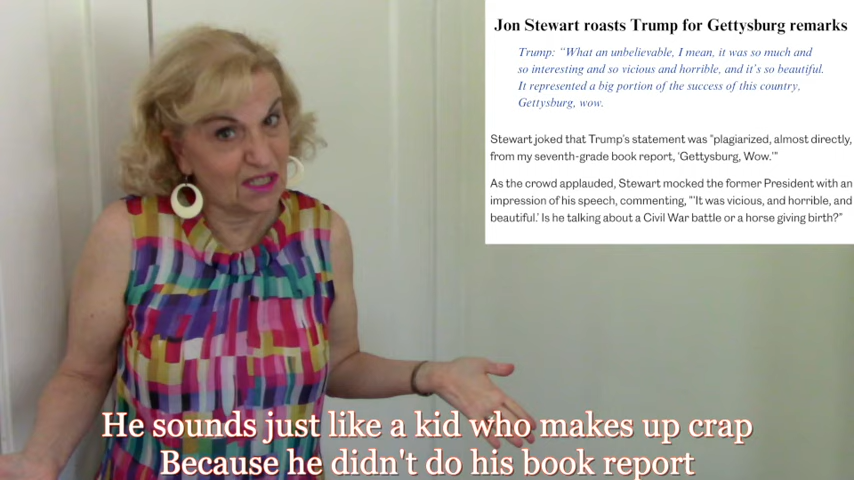 Jon Stewart roasts Trump for Gettysburg remarks
Trump: “What an unbelievable, I mean, it was so much and
so interesting and so vicious and horrible, and it’s so beautiful.
It represented a big portion of the success of this country,
Gettysburg, wow.
Stewart joked that Trump’s statement was “plagiarized, almost directly,
from my seventh-grade book report, ‘Gettysburg, Wow.’”
As the crowd applauded, Stewart mocked the former President with an
impression of his speech, commenting, “‘It was vicious, and horrible, and
beautiful.’ Is he talking about a Civil War battle or a horse giving birth?”
He sounds just like a kid who makes up crap
Because he didn't do his book report